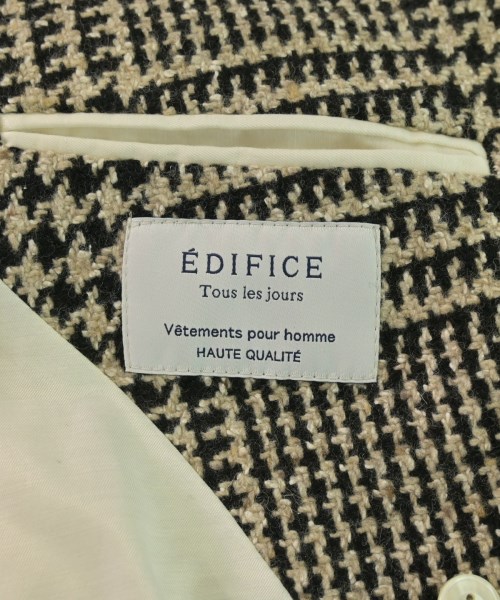 ÉDIFICE
Tous les jours
Vêtements pour homme
HAUTE QUALITÉ